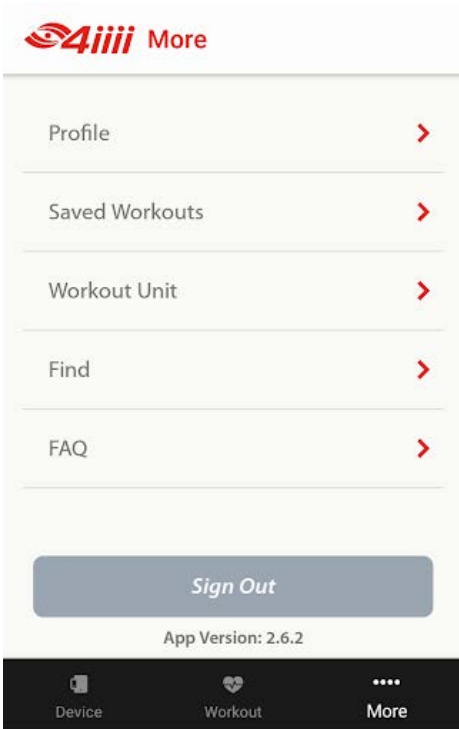 4iiii More
Profile
Saved Workouts
Workout Unit
Find
FAQ
Sign Out
App Version: 2.6.2
Device Workout More